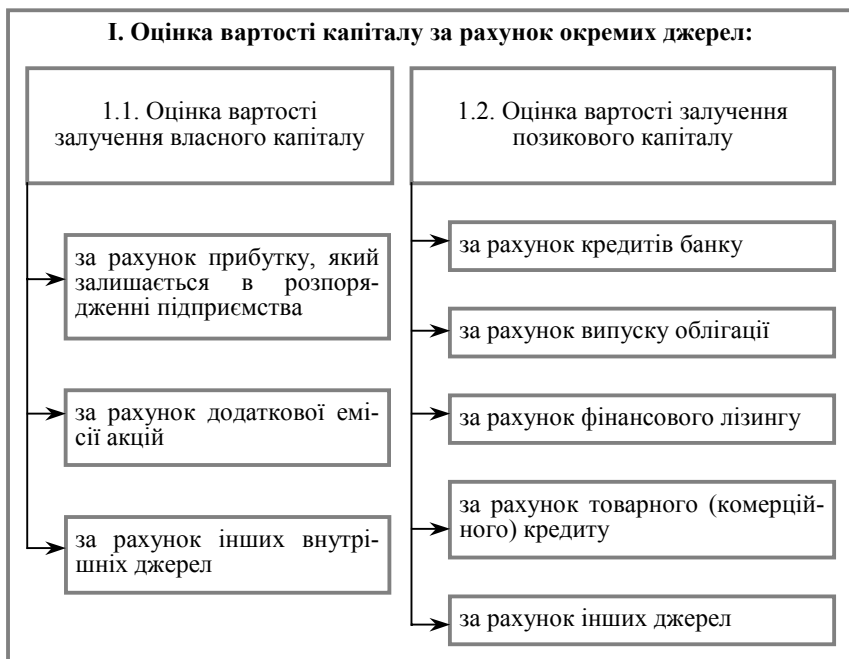 І. Оцінка вартості капіталу за рахунок окремих джерел:
1.1. Оцінка вартості
залучення власного капіталу
за рахунок прибутку, який
залишається в розпоря-
дженні підприємства
за рахунок додаткової емі-
сії акцій
за рахунок інших внутрі-
шніх джерел
1.2. Оцінка вартості залучення
позикового капіталу
за рахунок кредитів банку
за рахунок випуску облігації
за рахунок фінансового лізингу
за рахунок товарного (комерцій-
ного) кредиту
за рахунок інших джерел